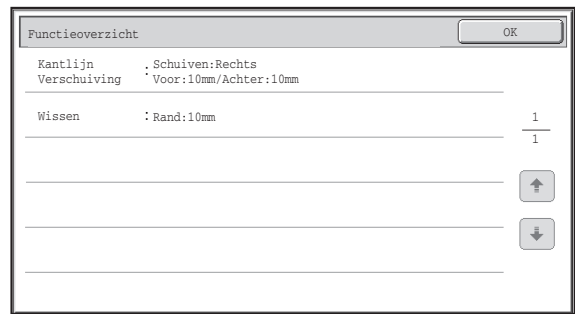 Functieoverzicht
OK
Kantlijn : Schuiven:Rechts
Verschuiving Voor:10mm/Achter:10mm
Wissen : Rand:10mm
1
1